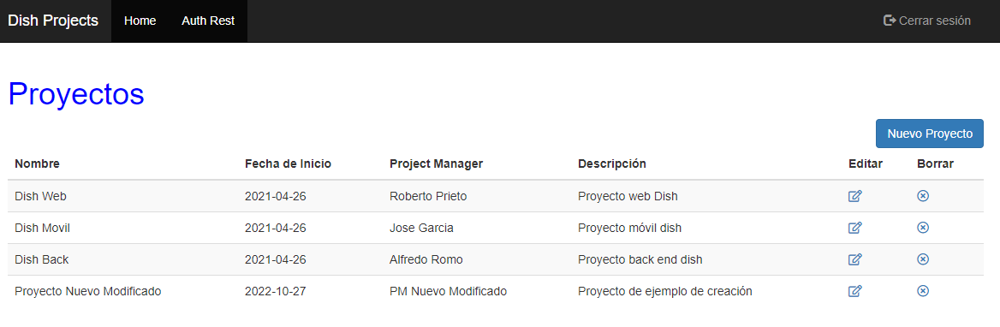 Dish Projects Home Auth Rest Cerrar sesión
Proyectos
Nuevo Proyecto
Nombre Fecha de Inicio Project Manager Descripción Editar Borrar
Dish Web 2021-04-26 Roberto Prieto Proyecto web Dish
Dish Movil 2021-04-26 Jose Garcia Proyecto móvil dish
Dish Back 2021-04-26 Alfredo Romo Proyecto back end dish
Proyecto Nuevo Modificado 2022-10-27 PM Nuevo Modificado Proyecto de ejemplo de creación